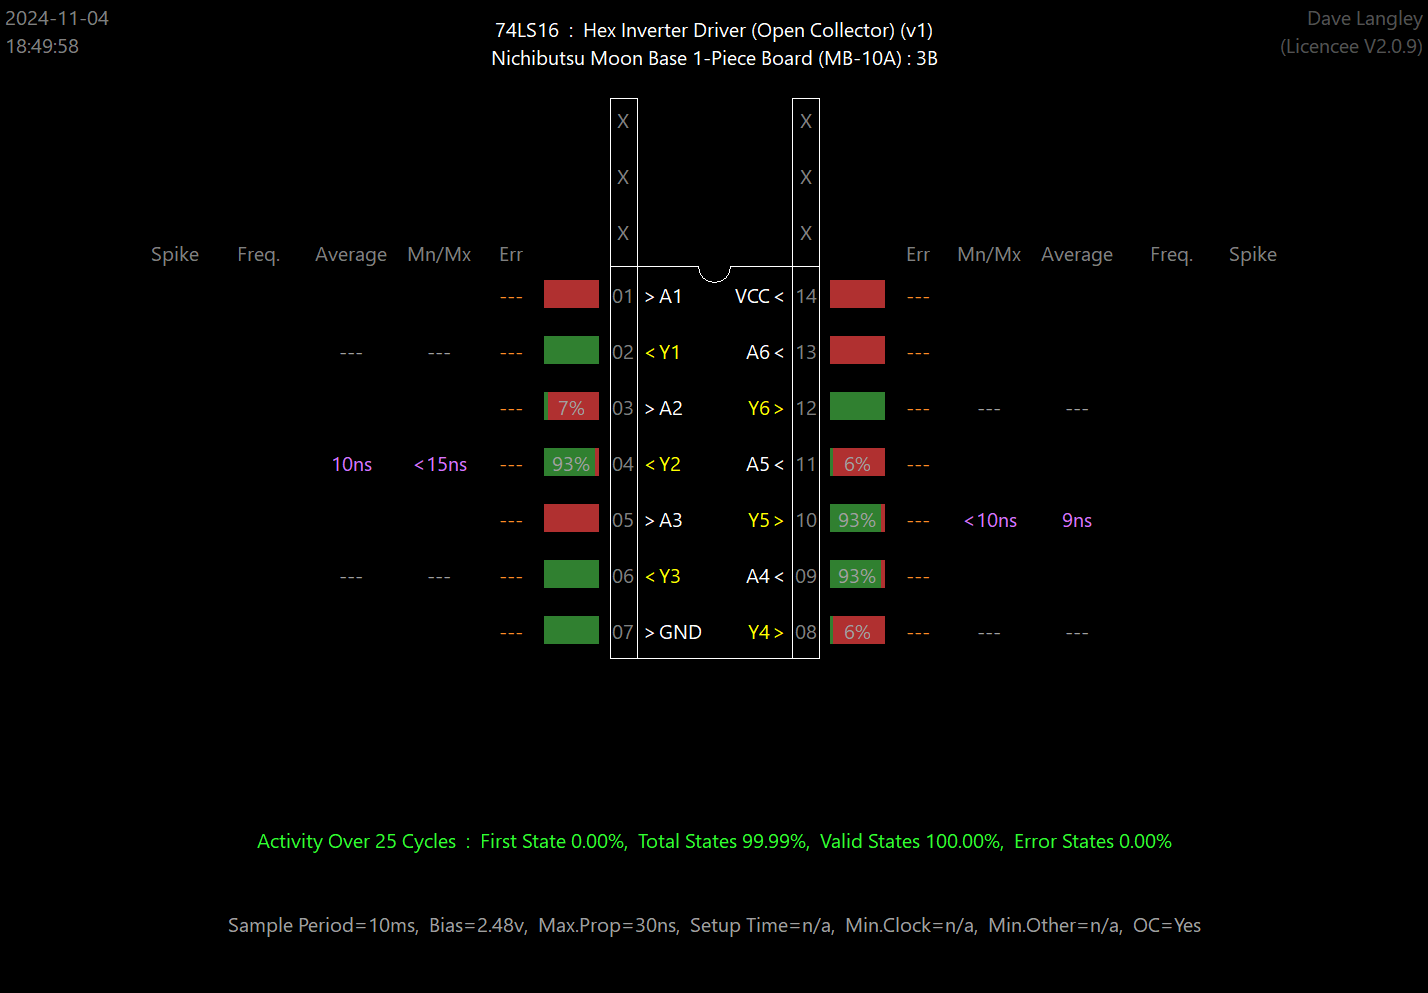 2024-11-04
18:49:58
74LS16 : Hex Inverter Driver (Open Collector) (v1)
Nichibutsu Moon Base 1-Piece Board (MB-10A) : 3B
Dave Langley
(Licencee V2.0.9)
X X
X X
X X
Spike Freq. Average Mn/Mx Err Err Mn/Mx Average Freq. Spike
--- 01 >A1 VCC< 14 ---
--- --- --- 02 <Y1 A6< 13 ---
--- 7% 03 >A2 Y6> 12 --- --- ---
10ns <15ns --- 93% 04 <Y2 A5< 11 6% ---
--- 05 >A3 Y5> 10 93% --- <10ns 9ns
--- --- --- 06 <Y3 A4< 09 93% ---
--- 07 >GND Y4> 08 6% --- --- ---
Activity Over 25 Cycles : First State 0.00%, Total States 99.99%, Valid States 100.00%, Error States 0.00%
Sample Period=10ms, Bias=2.48v, Max.Prop=30ns, Setup Time=n/a, Min.Clock=n/a, Min.Other=n/a, OC=Yes